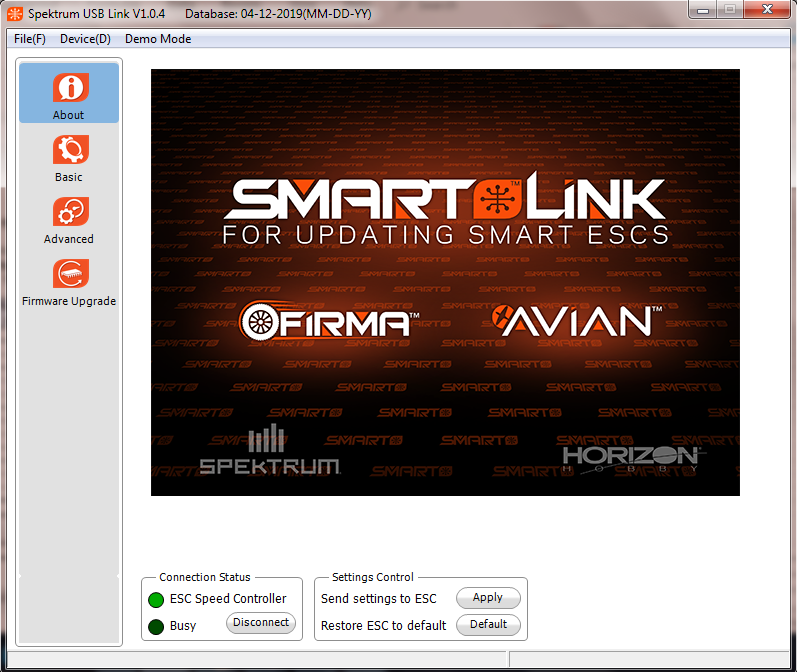 Spektrum USB Link V1.0.4 Database: 04-12-2019(MM-DD-YY)
File(F) Device(D) Demo Mode
About
Basic
Advanced
Firmware Upgrade
SMART LINK
TM
FOR UPDATING SMART ESCS
FIRMA™ AVIAN™
SPEKTRUM
HORIZON
HOBBY
Connection Status
ESC Speed Controller
Busy Disconnect
Settings Control
Send settings to ESC Apply
Restore ESC to default Default